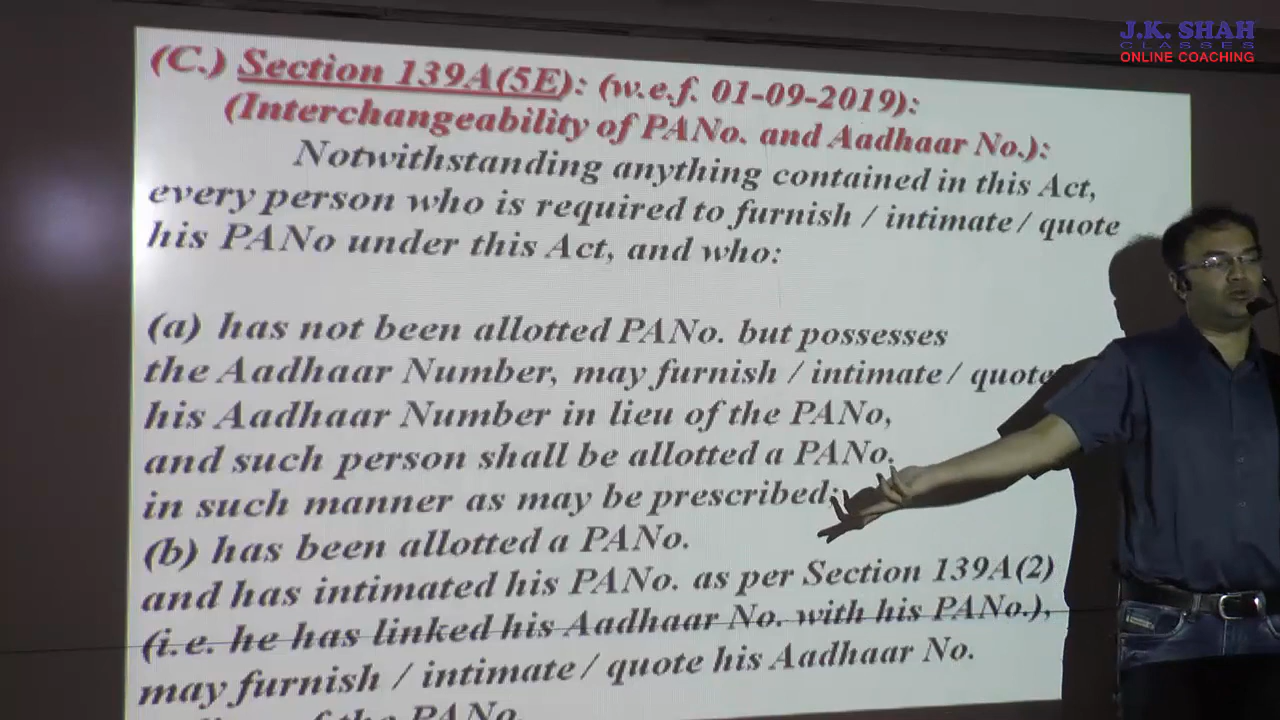 J.K. SHAH
CLASSES
ONLINE COACHING
(C.) Section 139A(5E): (w.e.f. 01-09-2019):
(Interchangeability of PANo. and Aadhaar No.):
Notwithstanding anything contained in this Act,
every person who is required to furnish / intimate / quote
his PANo under this Act, and who:
(a) has not been allotted PANo. but possesses
the Aadhaar Number, may furnish / intimate / quote
his Aadhaar Number in lieu of the PANo,
and such person shall be allotted a PANo.
in such manner as may be prescribed;
(b) has been allotted a PANo.
and has intimated his PANo. as per Section 139A(2)
(i.e. he has linked his Aadhaar No. with his PANo.),
may furnish / intimate / quote his Aadhaar No.
of the PANo.